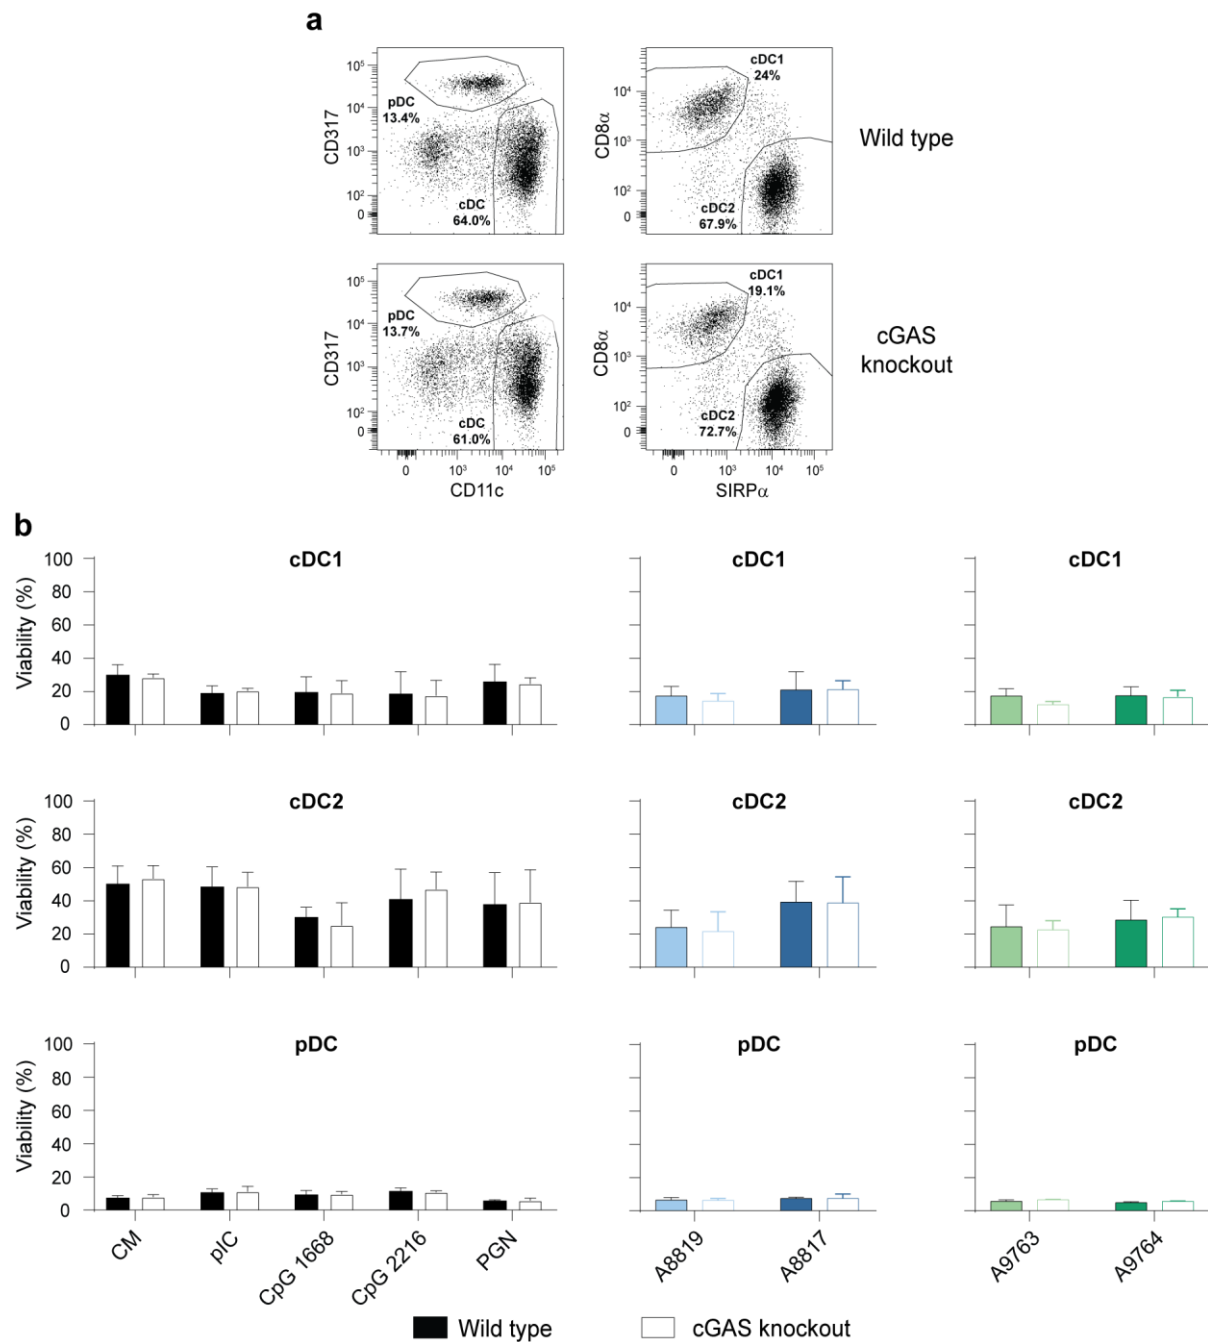 a
10⁵
10⁴
10³
10²
0
CD317
pDC
13.4%
cDC
64.0%
10⁴
10³
10²
0
CD8α
cDC1
24%
cDC2
67.9%
Wild type
10⁵
10⁴
10³
10²
0
CD317
pDC
13.7%
cDC
61.0%
0 10³ 10⁴ 10⁵
CD11c
10⁴
10³
10²
0
CD8α
cDC1
19.1%
cDC2
72.7%
0 10³ 10⁴ 10⁵
SIRPα
cGAS
knockout
b
Viability (%)
100
80
60
40
20
0
cDC1
cDC1
cDC1
Viability (%)
100
80
60
40
20
0
cDC2
cDC2
cDC2
Viability (%)
100
80
60
40
20
0
pDC
pDC
pDC
CM
pIC
CpG 1668
CpG 2216
PGN
A8819
A8817
A9763
A9764
Wild type
cGAS knockout